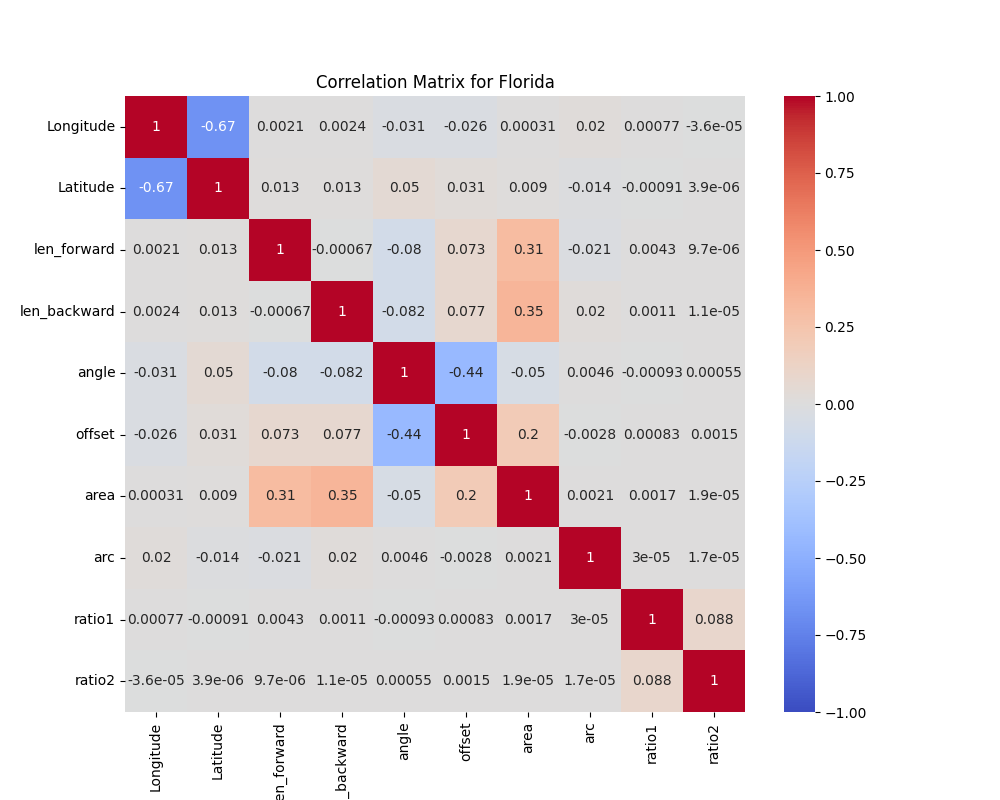 Correlation Matrix for Florida
Longitude 1 -0.67 0.0021 0.0024 -0.031 -0.026 0.00031 0.02 0.00077 -3.6e-05
Latitude -0.67 1 0.013 0.013 0.05 0.031 0.009 -0.014 -0.00091 3.9e-06
len_forward 0.0021 0.013 1 -0.00067 -0.08 0.073 0.31 -0.021 0.0043 9.7e-06
len_backward 0.0024 0.013 -0.00067 1 -0.082 0.077 0.35 0.02 0.0011 1.1e-05
angle -0.031 0.05 -0.08 -0.082 1 -0.44 -0.05 0.0046 -0.00093 0.00055
offset -0.026 0.031 0.073 0.077 -0.44 1 0.2 -0.0028 0.00083 0.0015
area 0.00031 0.009 0.31 0.35 -0.05 0.2 1 0.0021 0.0017 1.9e-05
arc 0.02 -0.014 -0.021 0.02 0.0046 -0.0028 0.0021 1 3e-05 1.7e-05
ratio1 0.00077 -0.00091 0.0043 0.0011 -0.00093 0.00083 0.0017 3e-05 1 0.088
ratio2 -3.6e-05 3.9e-06 9.7e-06 1.1e-05 0.00055 0.0015 1.9e-05 1.7e-05 0.088 1
Longitude Latitude en_forward _backward angle offset area arc ratio1 ratio2
1.00
0.75
0.50
0.25
0.00
−0.25
−0.50
−0.75
−1.00